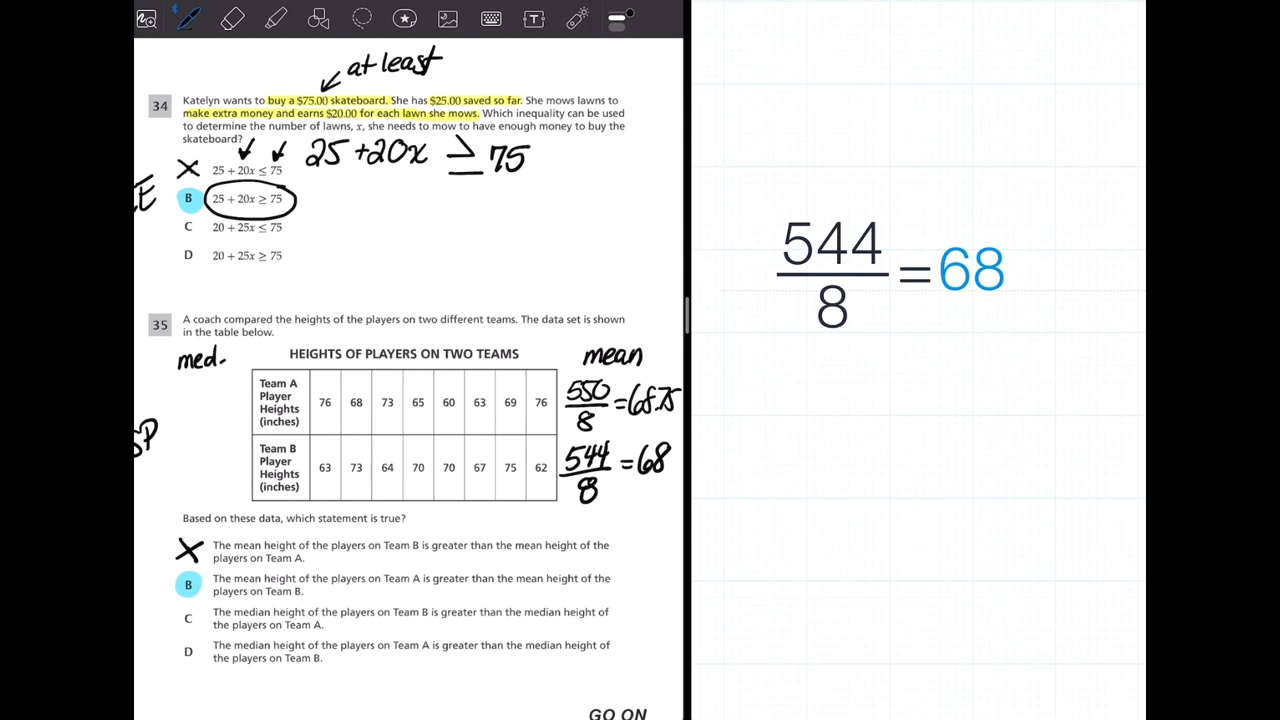 at least
34 Katelyn wants to buy a $75.00 skateboard. She has $25.00 saved so far. She mows lawns to
make extra money and earns $20.00 for each lawn she mows. Which inequality can be used
to determine the number of lawns, x, she needs to mow to have enough money to buy the
skateboard?
25 + 20x ≥ 75
25 + 20x ≤ 75
B 25 + 20x ≥ 75
C 20 + 25x ≤ 75
D 20 + 25x ≥ 75
35 A coach compared the heights of the players on two different teams. The data set is shown
in the table below.
med. HEIGHTS OF PLAYERS ON TWO TEAMS mean
Team A
Player
Heights
(inches)
76 68 73 65 60 63 69 76
550/8 = 68.75
Team B
Player
Heights
(inches)
63 73 64 70 70 67 75 62
544/8 = 68
Based on these data, which statement is true?
The mean height of the players on Team B is greater than the mean height of the
players on Team A.
B The mean height of the players on Team A is greater than the mean height of the
players on Team B.
C The median height of the players on Team B is greater than the median height of
the players on Team A.
D The median height of the players on Team A is greater than the median height of
the players on Team B.
GO ON
544/8 = 68